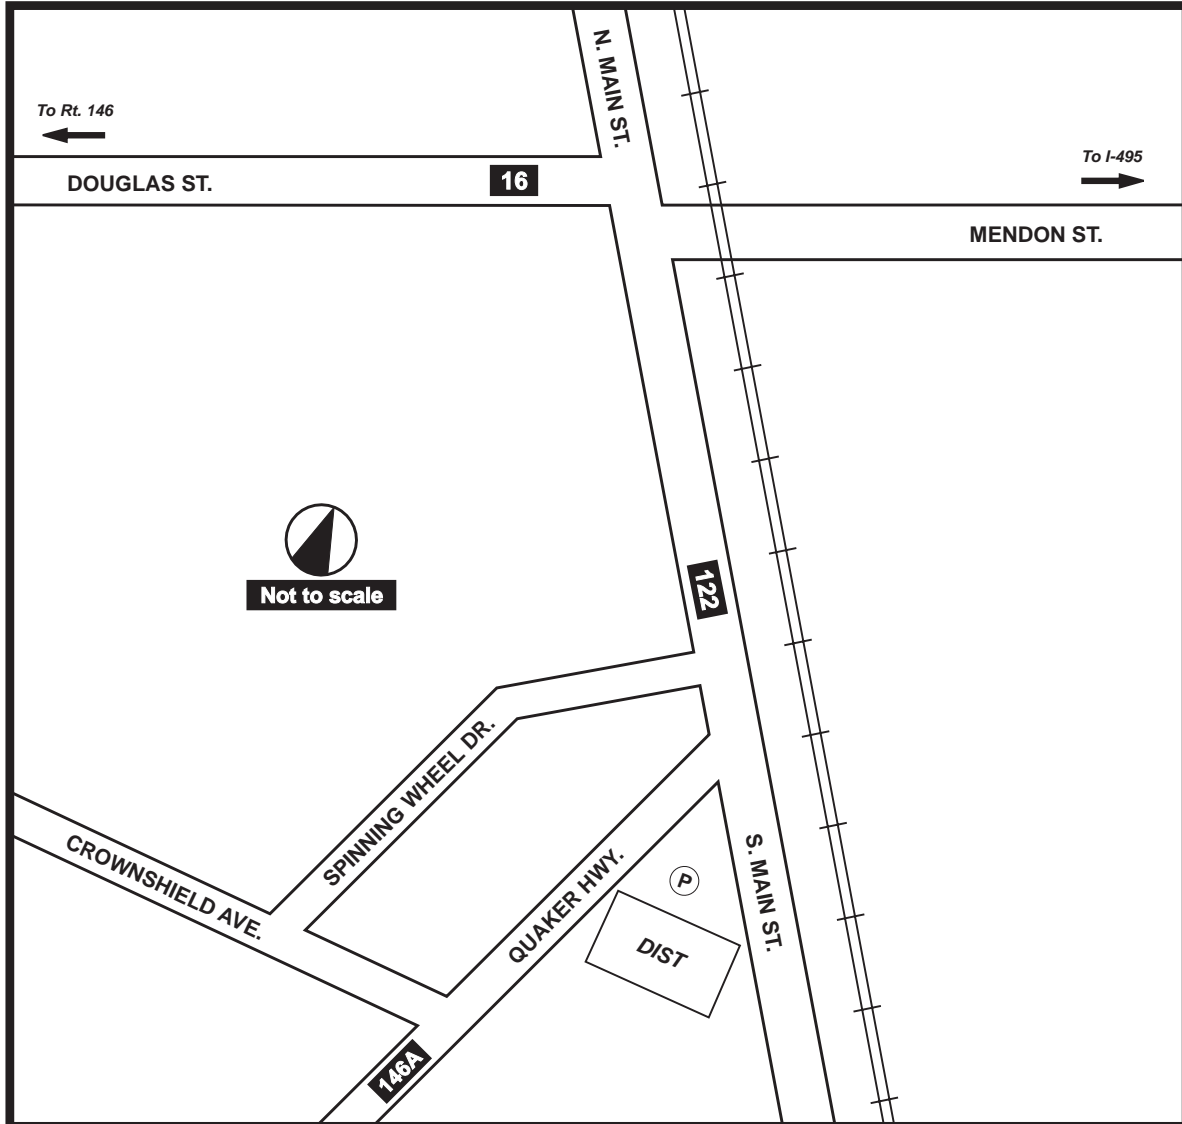 N. MAIN ST.
To Rt. 146
To I-495
DOUGLAS ST.
16
MENDON ST.
122
Not to scale
SPINNING WHEEL DR.
CROWNSHIELD AVE.
QUAKER HWY.
P
S. MAIN ST.
DIST
146A